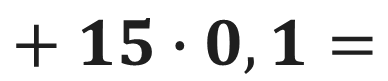 + 15 · 0,1 =